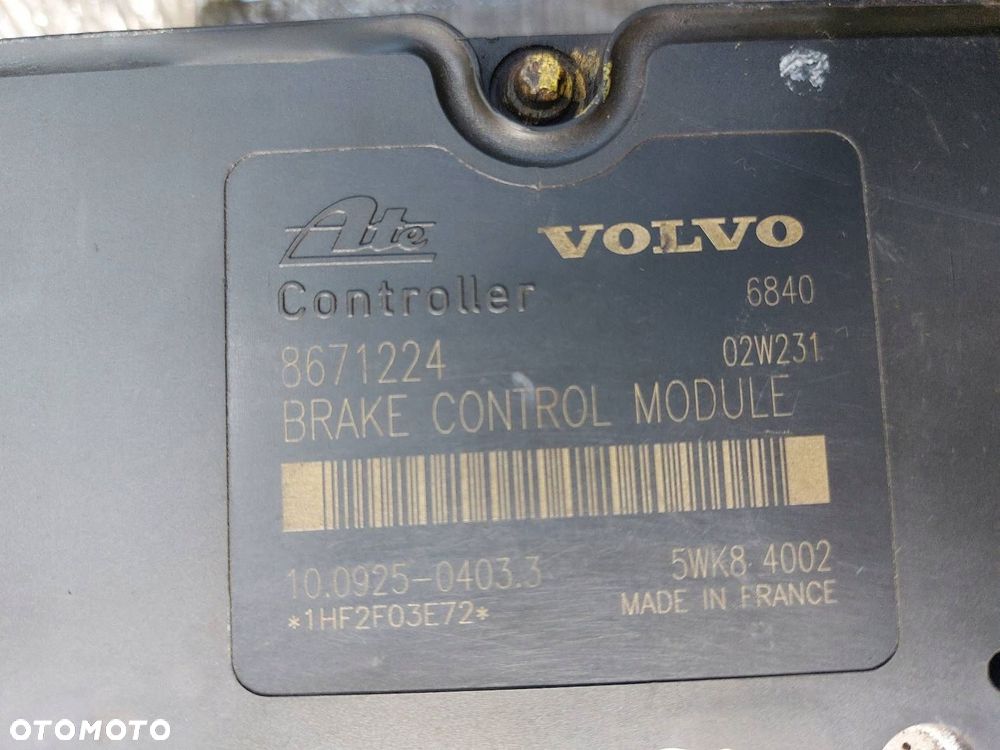 Ate VOLVO
Controller 6840
8671224 02W231
BRAKE CONTROL MODULE
10.0925-0403.3 5WK8 4002
*1HF2F03E72* MADE IN FRANCE
OTOMOTO